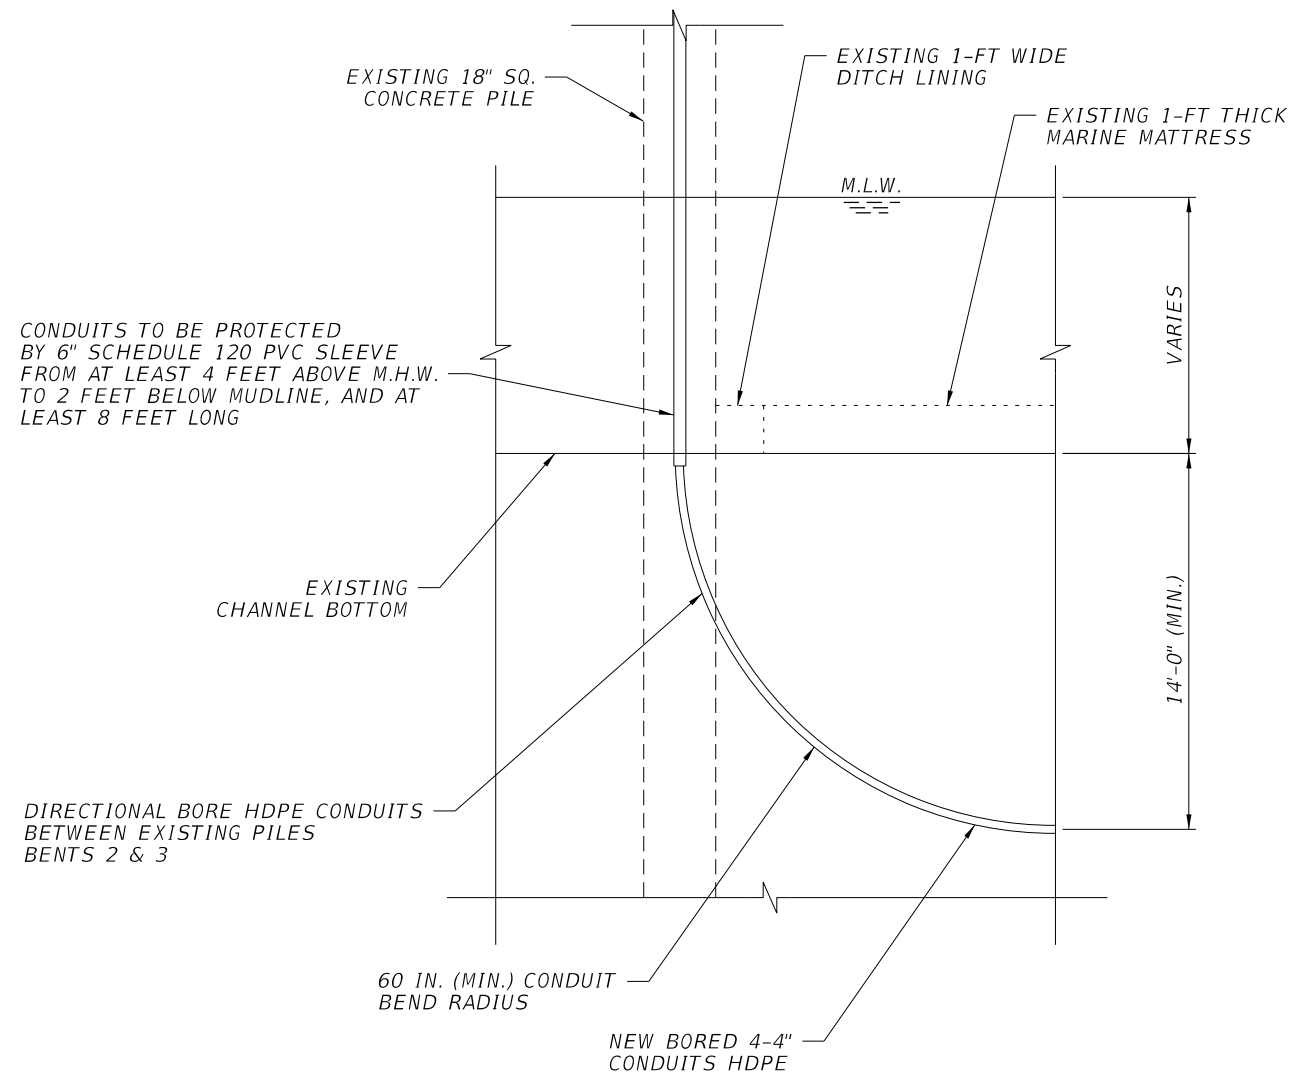 EXISTING 18" SQ.
CONCRETE PILE
EXISTING 1-FT WIDE
DITCH LINING
EXISTING 1-FT THICK
MARINE MATTRESS
M.L.W.
VARIES
CONDUITS TO BE PROTECTED
BY 6" SCHEDULE 120 PVC SLEEVE
FROM AT LEAST 4 FEET ABOVE M.H.W.
TO 2 FEET BELOW MUDLINE, AND AT
LEAST 8 FEET LONG
EXISTING
CHANNEL BOTTOM
14'-0" (MIN.)
DIRECTIONAL BORE HDPE CONDUITS
BETWEEN EXISTING PILES
BENTS 2 & 3
60 IN. (MIN.) CONDUIT
BEND RADIUS
NEW BORED 4-4"
CONDUITS HDPE